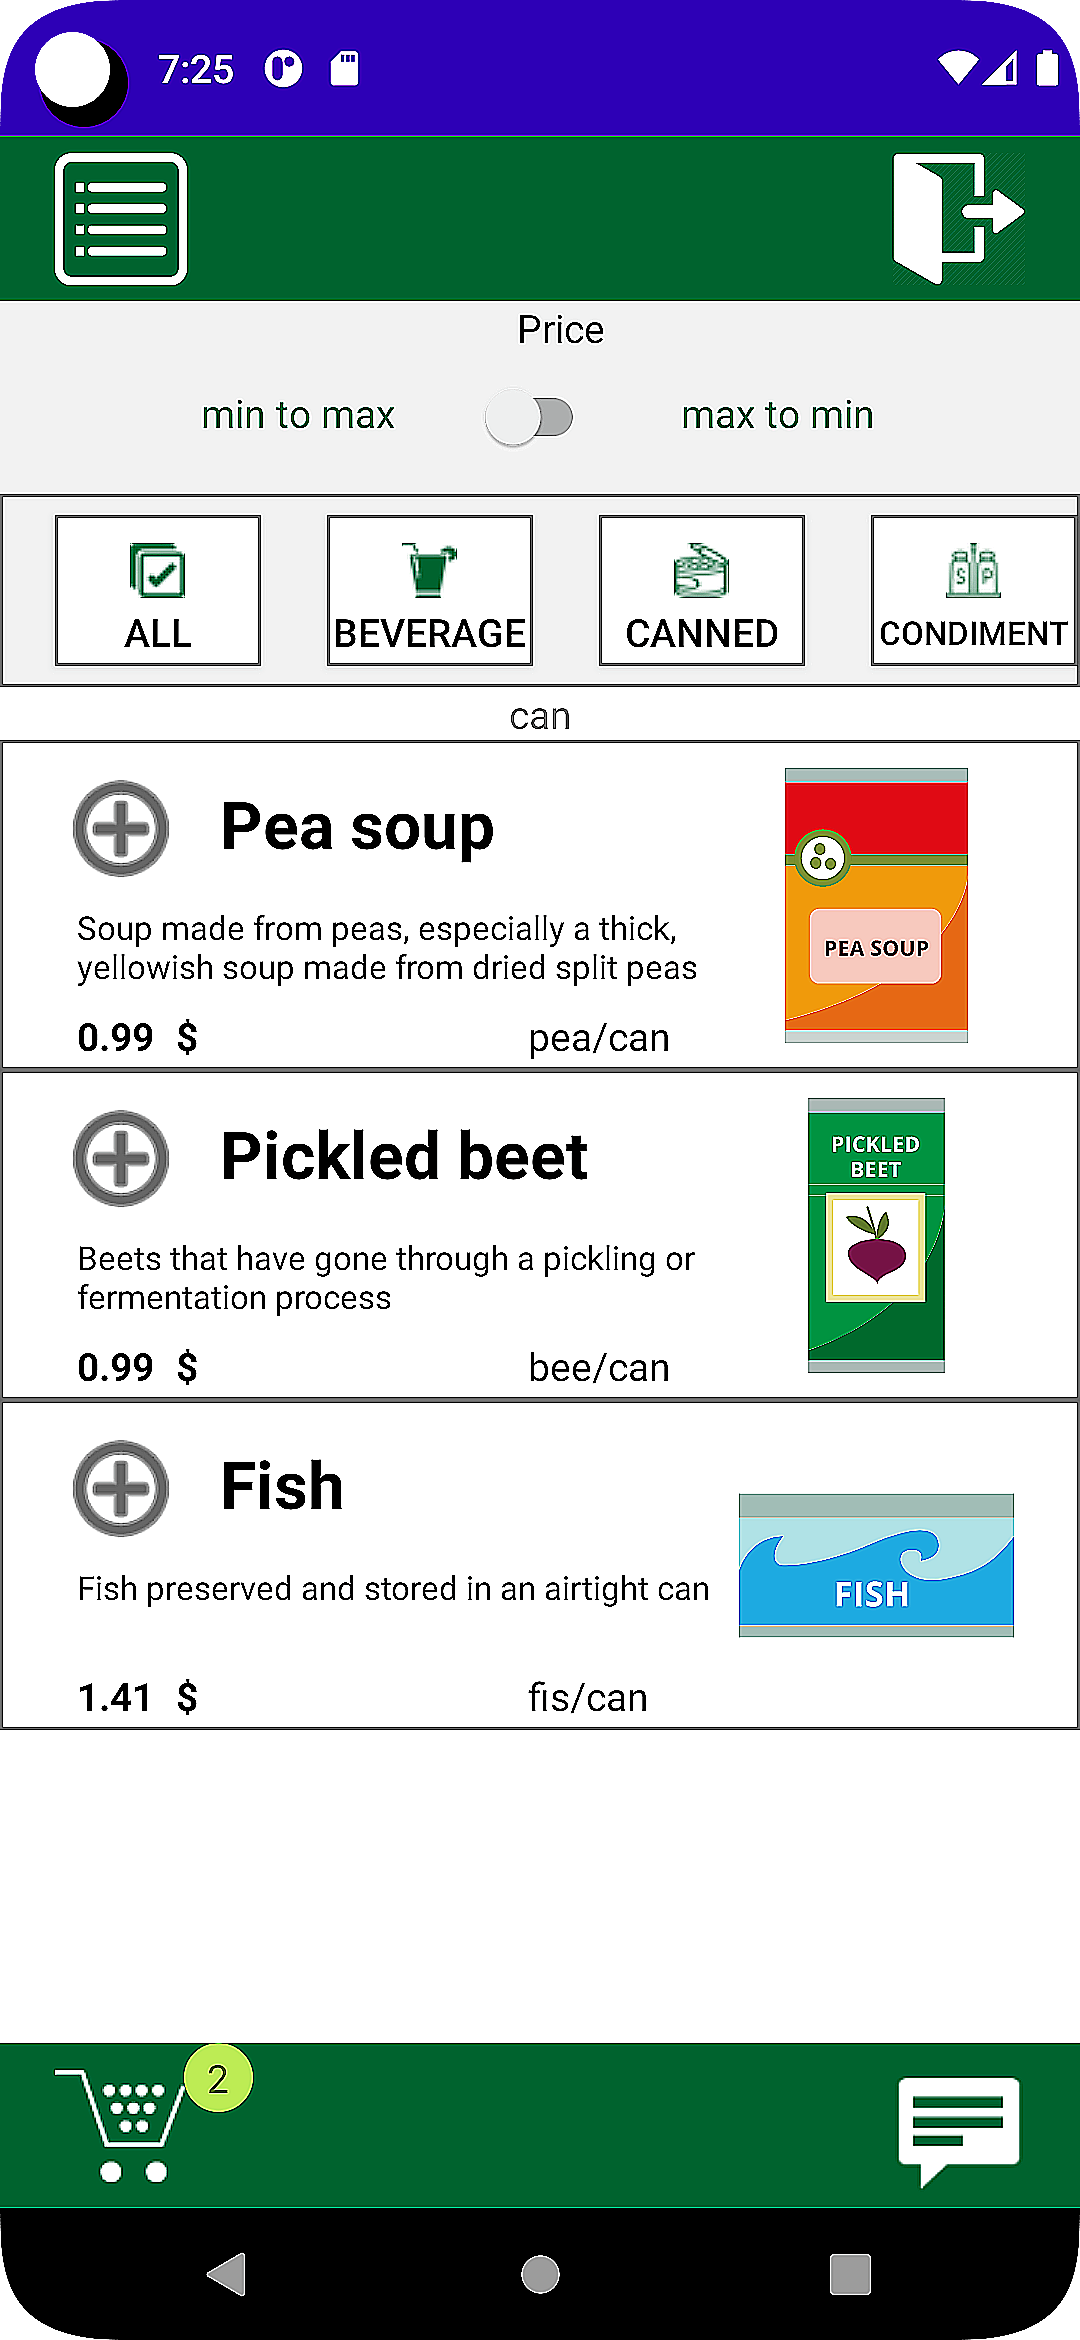 7:25
Price
min to max
max to min
ALL
BEVERAGE
CANNED
CONDIMENT
can
Pea soup
Soup made from peas, especially a thick,
yellowish soup made from dried split peas
0.99 $
pea/can
PEA SOUP
Pickled beet
Beets that have gone through a pickling or
fermentation process
0.99 $
bee/can
PICKLED
BEET
Fish
Fish preserved and stored in an airtight can
1.41 $
fis/can
FISH
2